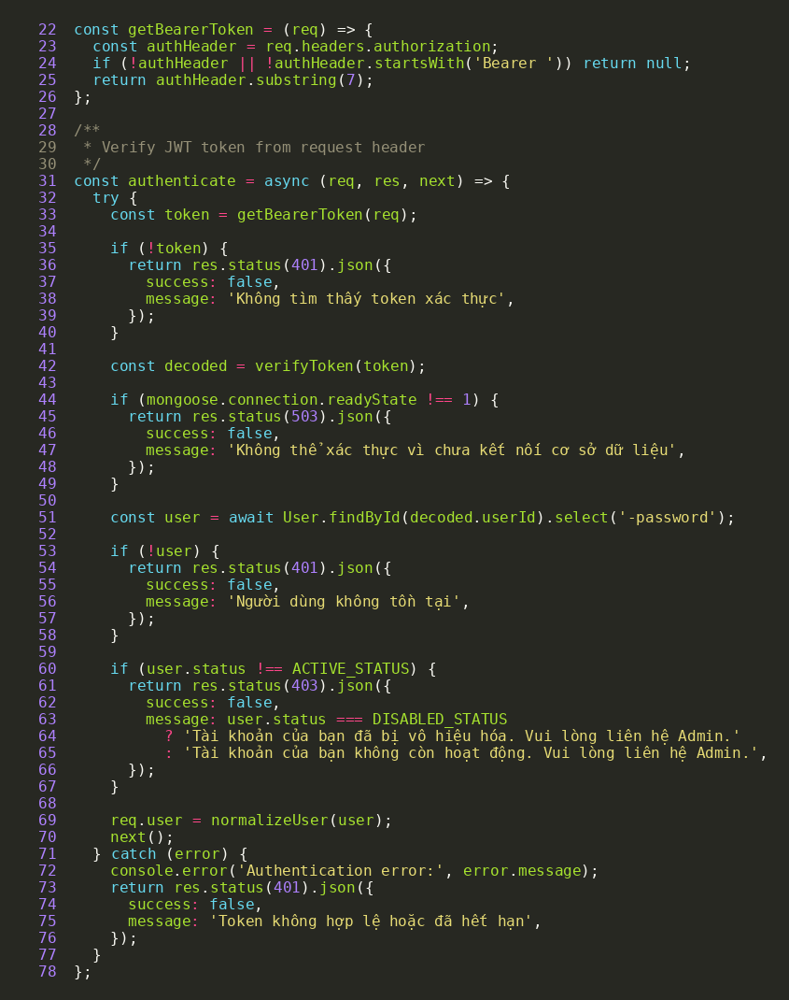 22 const getBearerToken = (req) => {
23   const authHeader = req.headers.authorization;
24   if (!authHeader || !authHeader.startsWith('Bearer ')) return null;
25   return authHeader.substring(7);
26 };
27
28 /**
29  * Verify JWT token from request header
30  */
31 const authenticate = async (req, res, next) => {
32   try {
33     const token = getBearerToken(req);
34
35     if (!token) {
36       return res.status(401).json({
37         success: false,
38         message: 'Không tìm thấy token xác thực',
39       });
40     }
41
42     const decoded = verifyToken(token);
43
44     if (mongoose.connection.readyState !== 1) {
45       return res.status(503).json({
46         success: false,
47         message: 'Không thể xác thực vì chưa kết nối cơ sở dữ liệu',
48       });
49     }
50
51     const user = await User.findById(decoded.userId).select('-password');
52
53     if (!user) {
54       return res.status(401).json({
55         success: false,
56         message: 'Người dùng không tồn tại',
57       });
58     }
59
60     if (user.status !== ACTIVE_STATUS) {
61       return res.status(403).json({
62         success: false,
63         message: user.status === DISABLED_STATUS
64           ? 'Tài khoản của bạn đã bị vô hiệu hóa. Vui lòng liên hệ Admin.'
65           : 'Tài khoản của bạn không còn hoạt động. Vui lòng liên hệ Admin.',
66       });
67     }
68
69     req.user = normalizeUser(user);
70     next();
71   } catch (error) {
72     console.error('Authentication error:', error.message);
73     return res.status(401).json({
74       success: false,
75       message: 'Token không hợp lệ hoặc đã hết hạn',
76     });
77   }
78 };